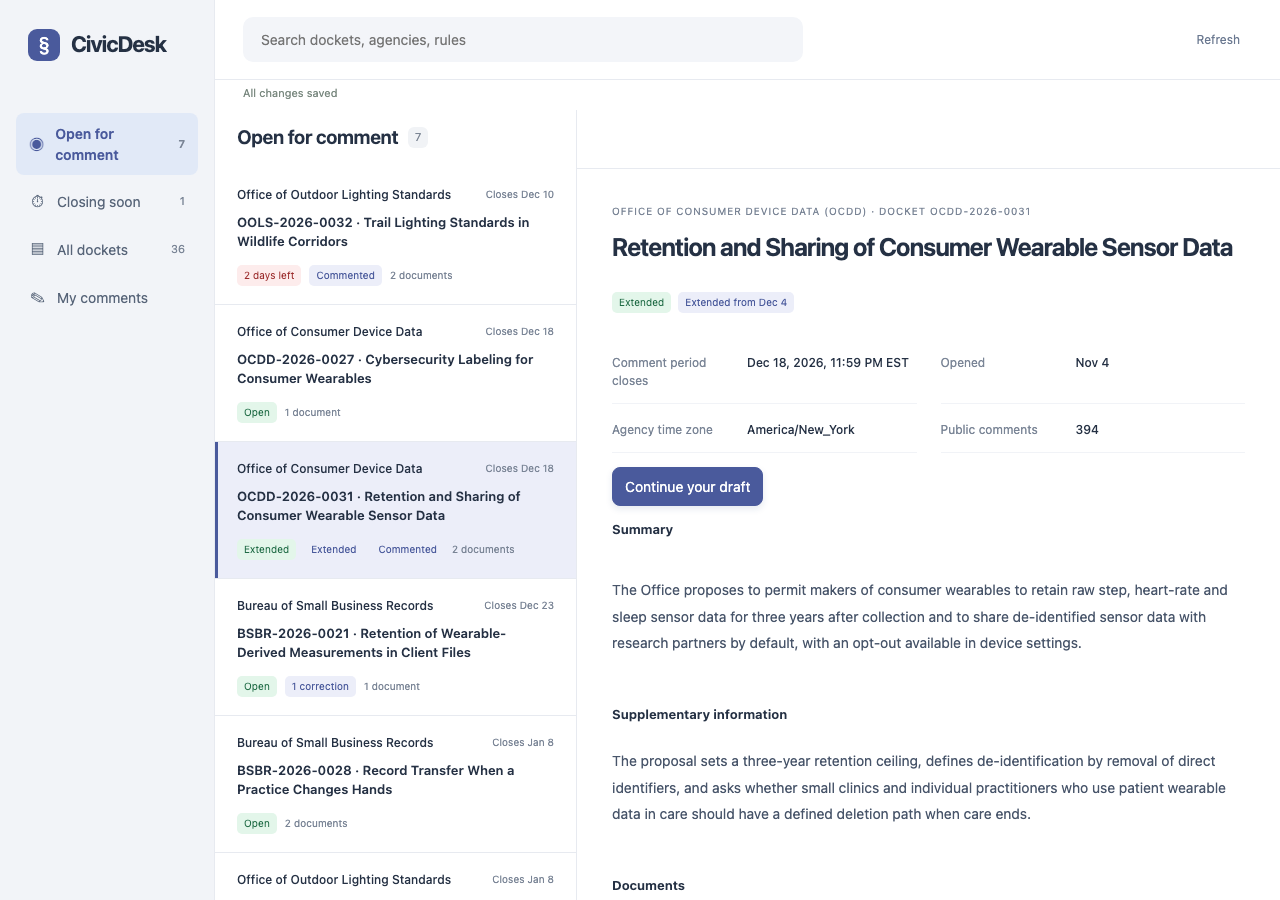 § CivicDesk
Search dockets, agencies, rules
Refresh
All changes saved
Open for
comment
7
Closing soon
1
All dockets
36
My comments
Open for comment 7
Office of Outdoor Lighting Standards Closes Dec 10
OOLS-2026-0032 · Trail Lighting Standards in
Wildlife Corridors
2 days left Commented 2 documents
Office of Consumer Device Data Closes Dec 18
OCDD-2026-0027 · Cybersecurity Labeling for
Consumer Wearables
Open 1 document
Office of Consumer Device Data Closes Dec 18
OCDD-2026-0031 · Retention and Sharing of
Consumer Wearable Sensor Data
Extended Extended Commented 2 documents
Bureau of Small Business Records Closes Dec 23
BSBR-2026-0021 · Retention of Wearable-
Derived Measurements in Client Files
Open 1 correction 1 document
Bureau of Small Business Records Closes Jan 8
BSBR-2026-0028 · Record Transfer When a
Practice Changes Hands
Open 2 documents
Office of Outdoor Lighting Standards Closes Jan 8
OFFICE OF CONSUMER DEVICE DATA (OCDD) · DOCKET OCDD-2026-0031
Retention and Sharing of Consumer Wearable Sensor Data
Extended Extended from Dec 4
Comment period
closes
Dec 18, 2026, 11:59 PM EST
Opened Nov 4
Agency time zone America/New_York
Public comments 394
Continue your draft
Summary
The Office proposes to permit makers of consumer wearables to retain raw step, heart-rate and
sleep sensor data for three years after collection and to share de-identified sensor data with
research partners by default, with an opt-out available in device settings.
Supplementary information
The proposal sets a three-year retention ceiling, defines de-identification by removal of direct
identifiers, and asks whether small clinics and individual practitioners who use patient wearable
data in care should have a defined deletion path when care ends.
Documents